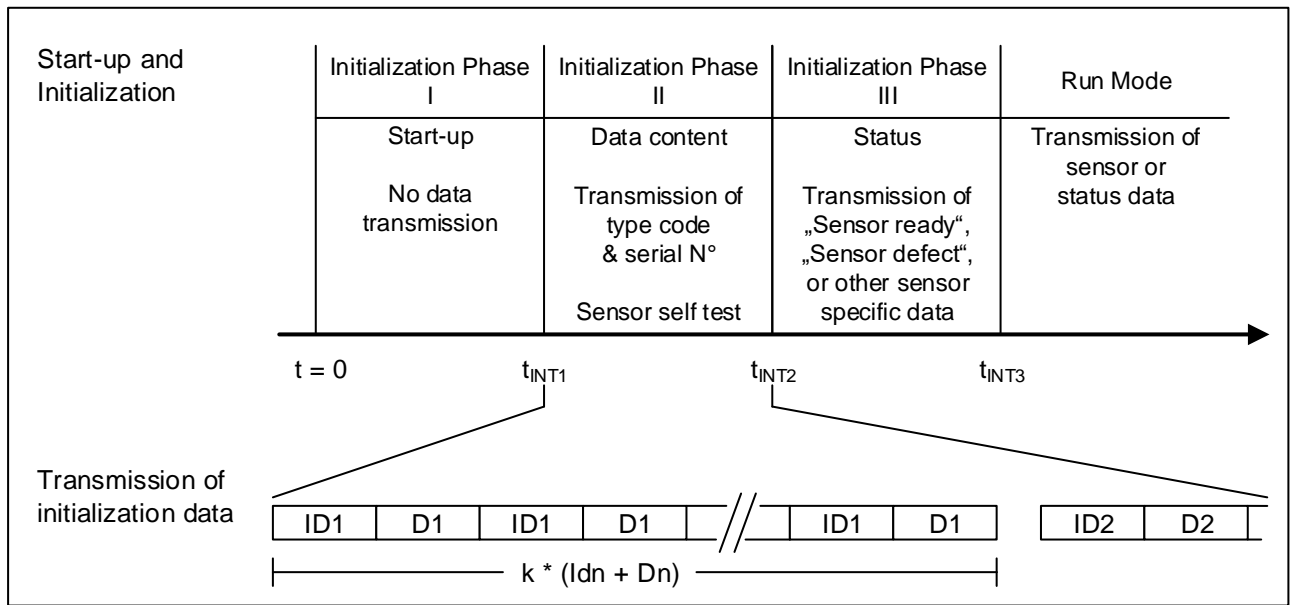 Start-up and
Initialization
Initialization Phase
I
Initialization Phase
II
Initialization Phase
III
Run Mode
Start-up
No data
transmission
Data content
Transmission of
type code
& serial N°
Sensor self test
Status
Transmission of
„Sensor ready“,
„Sensor defect“,
or other sensor
specific data
Transmission of
sensor or
status data
t = 0
tINT1
tINT2
tINT3
Transmission of
initialization data
ID1 D1 ID1 D1 ID1 D1 ID2 D2
k * (Idn + Dn)